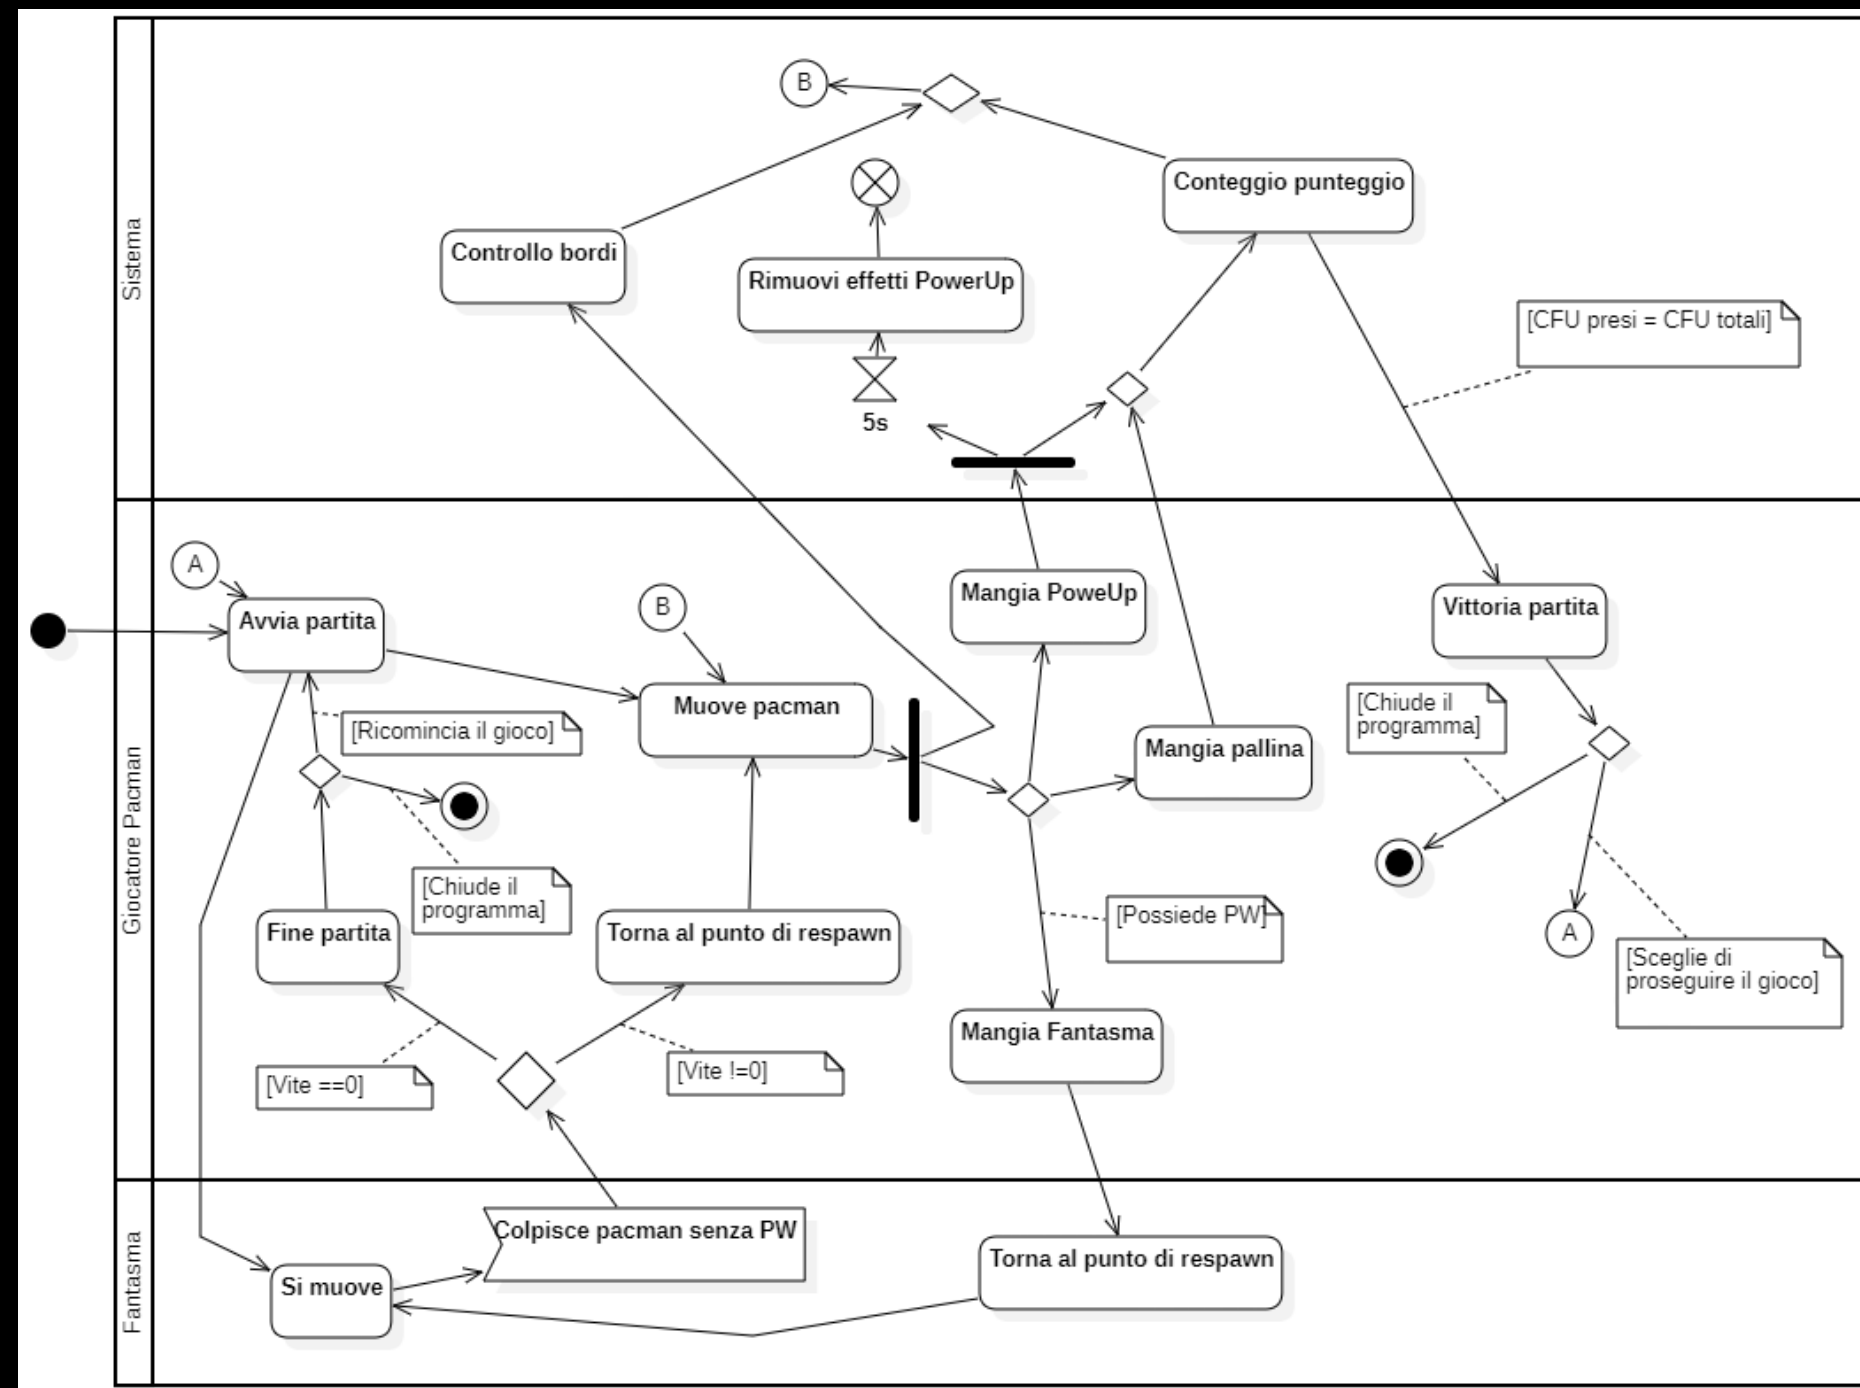 Sistema
B
Conteggio punteggio
Controllo bordi
Rimuovi effetti PowerUp
[CFU presi = CFU totali]
5s
Giocatore Pacman
A
Avvia partita
B
Mangia PoweUp
Vittoria partita
Muove pacman
[Ricomincia il gioco]
Mangia pallina
[Chiude il
programma]
[Chiude il
programma]
Fine partita
Torna al punto di respawn
[Possiede PW]
A
[Sceglie di
proseguire il gioco]
Mangia Fantasma
[Vite ==0]
[Vite !=0]
Fantasma
Colpisce pacman senza PW
Torna al punto di respawn
Si muove